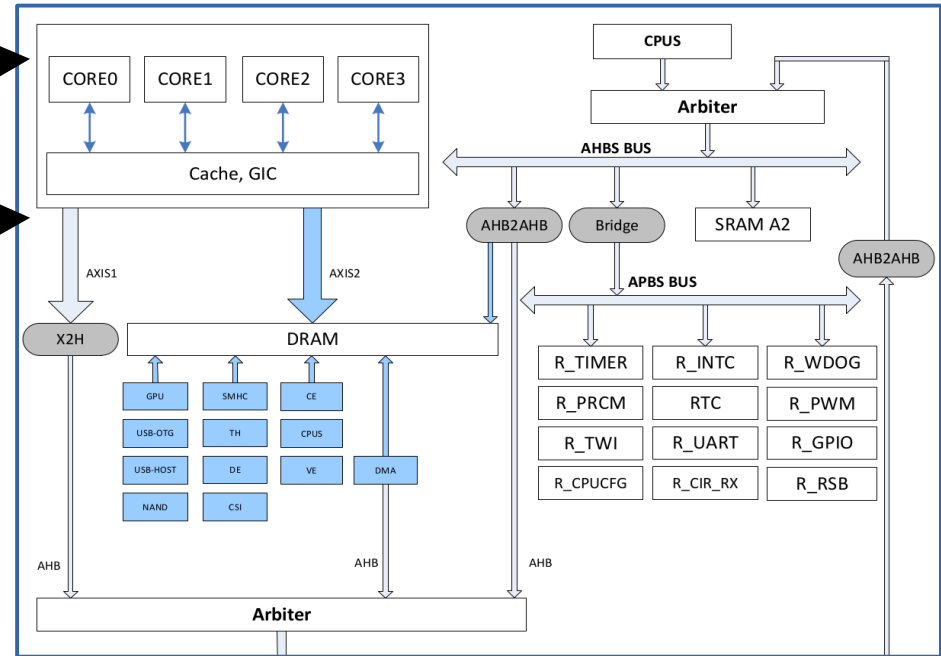 CPUS
CORE0 CORE1 CORE2 CORE3
Arbiter
AHBS BUS
Cache, GIC
AHB2AHB Bridge SRAM A2
AHB2AHB
AXIS1 AXIS2
APBS BUS
X2H DRAM
R_TIMER R_INTC R_WDOG
GPU SMHC CE
R_PRCM RTC R_PWM
USB-OTG TH CPUS
R_TWI R_UART R_GPIO
USB-HOST DE VE DMA
R_CPUCFG R_CIR_RX R_RSB
NAND CSI
AHB AHB AHB
Arbiter